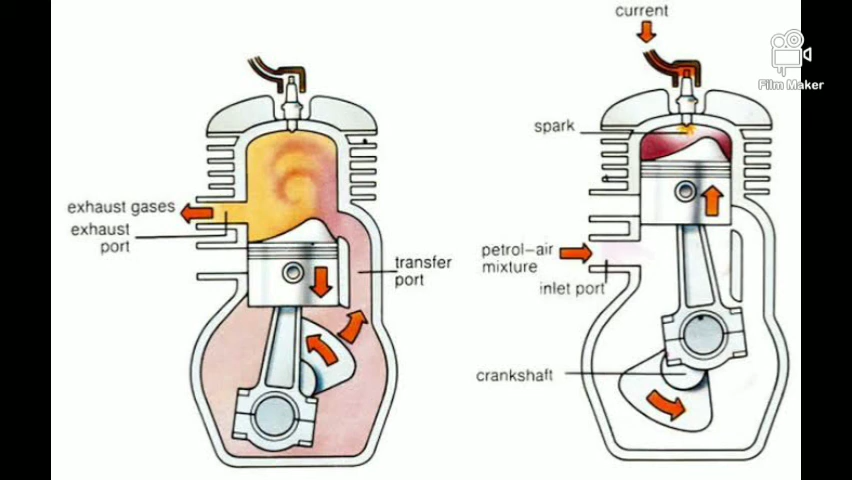 current
Film Maker
spark
exhaust gases
exhaust
port
transfer
port
petrol-air
mixture
inlet port
crankshaft